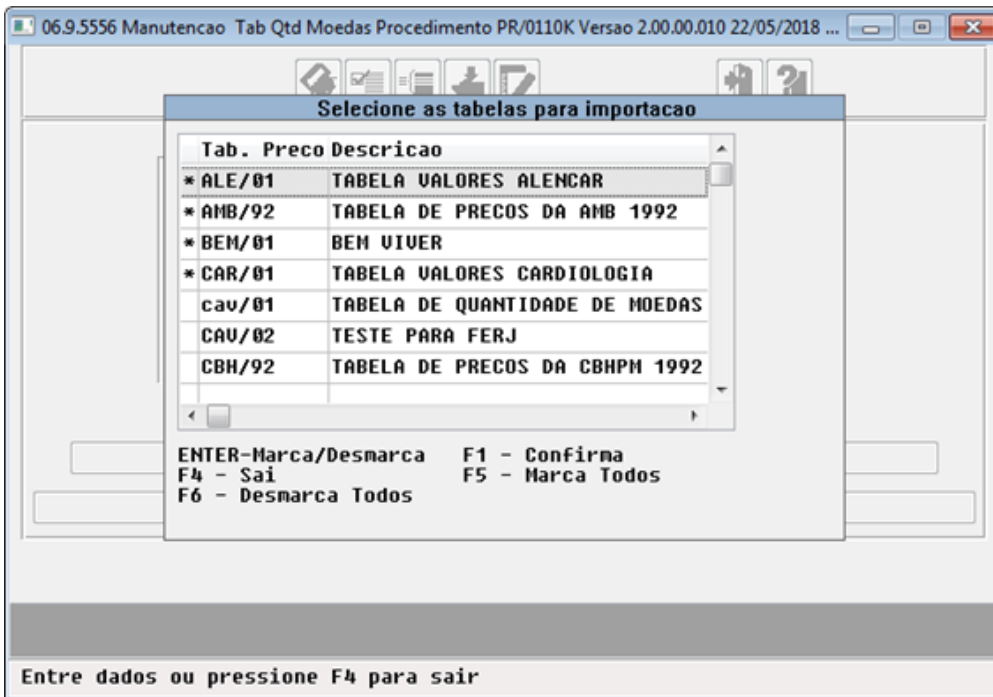 06.9.5556 Manutencao Tab Qtd Moedas Procedimento PR/0110K Versao 2.00.00.010 22/05/2018 ...
Selecione as tabelas para importacao
Tab. Preco Descricao
* ALE/01 TABELA VALORES ALENCAR
* AMB/92 TABELA DE PRECOS DA AMB 1992
* BEM/01 BEM VIVER
* CAR/01 TABELA VALORES CARDIOLOGIA
cav/01 TABELA DE QUANTIDADE DE MOEDAS
CAV/02 TESTE PARA FERJ
CBH/92 TABELA DE PRECOS DA CBHPM 1992
ENTER-Marca/Desmarca F1 - Confirma
F4 - Sai F5 - Marca Todos
F6 - Desmarca Todos
Entre dados ou pressione F4 para sair